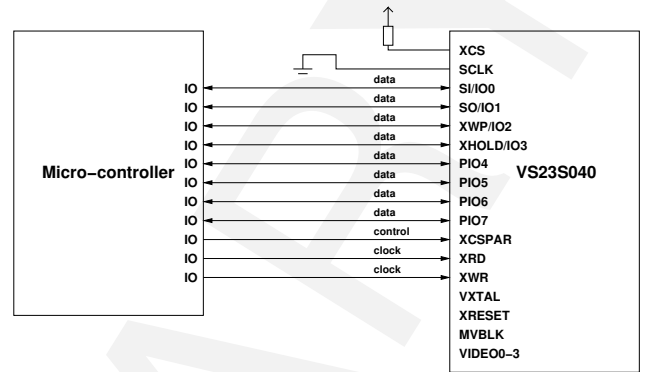 XCS
SCLK
IO data SI/IO0
IO data SO/IO1
IO data XWP/IO2
IO data XHOLD/IO3
Micro−controller IO data PIO4 VS23S040
IO data PIO5
IO data PIO6
IO data PIO7
IO control XCSPAR
IO clock XRD
IO clock XWR
VXTAL
XRESET
MVBLK
VIDEO0−3